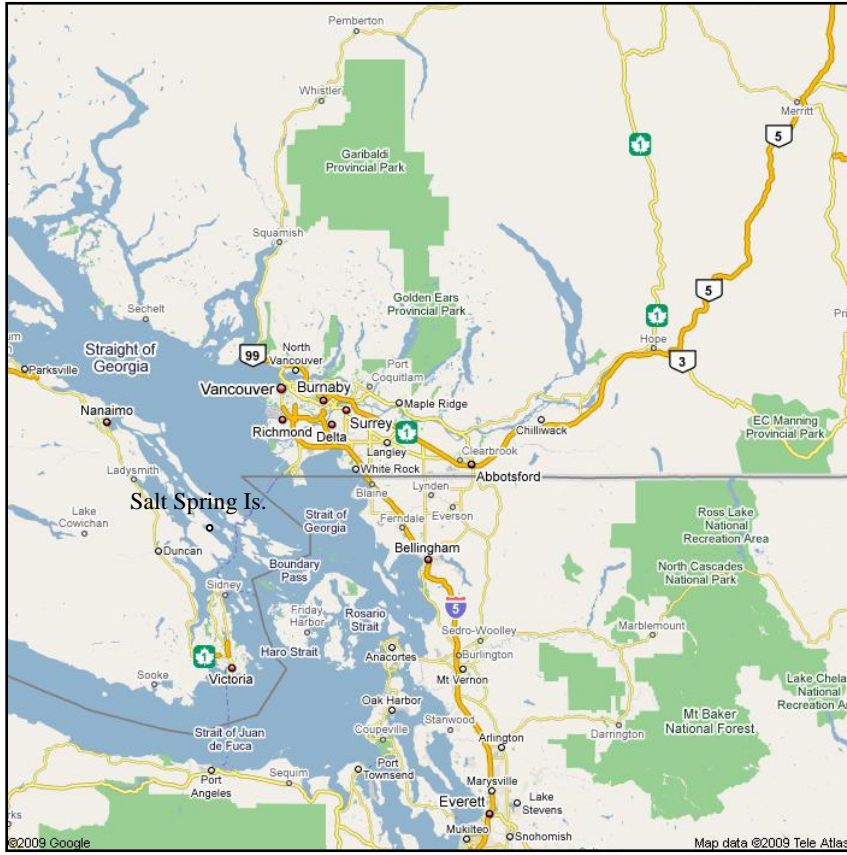 Pemberton
Whistler
Merritt
5
1
Garibaldi
Provincial Park
Squamish
5
Golden Ears
Provincial Park
1
Sechelt
Hope
Straight of
Georgia
99
North
Vancouver
3
Parksville
Port
Coquitlam
Vancouver
Burnaby
Maple Ridge
Nanaimo
Surrey
1
Chilliwack
EC Manning
Provincial Park
Richmond
Delta
Langley
Clearbrook
White Rock
Abbotsford
Ladysmith
Blaine
Lynden
Salt Spring Is.
Strait of
Georgia
Everson
Ross Lake
National
Recreation Area
Lake
Cowichan
Ferndale
Duncan
Bellingham
Boundary
Pass
North Cascades
National Park
Sidney
Friday
Harbor
Rosario
Strait
5
Marblemount
Sedro-Woolley
Haro Strait
Anacortes
Burlington
1
Victoria
Mt Vernon
Sooke
Lake Chela
National
Recreation Ar
Oak Harbor
Mt Baker
National Forest
Strait of Juan
de Fuca
Coupeville
Stanwood
Darrington
Arlington
Port
Angeles
Sequim
Port
Townsend
Marysville
Everett
Lake
Stevens
Mukilteo
Snohomish
©2009 Google
Map data ©2009 Tele Atlas